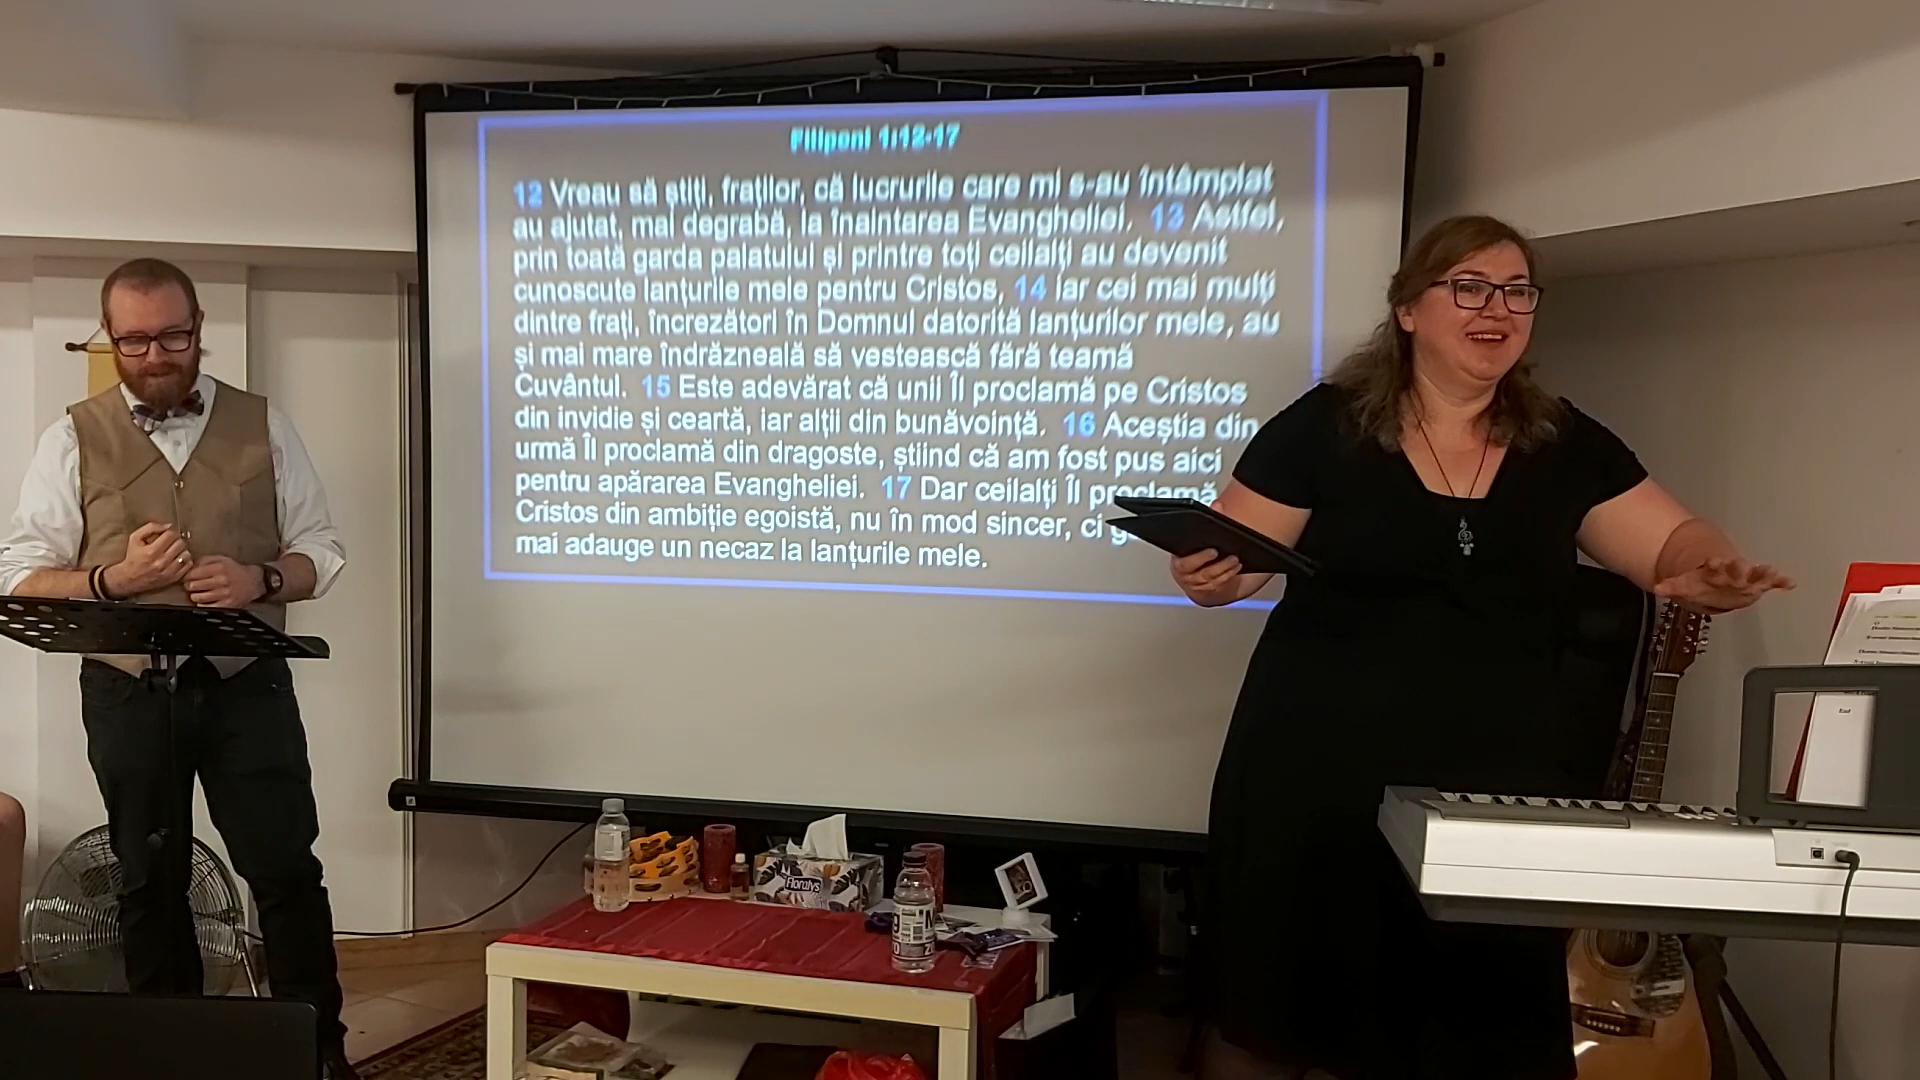 Filipeni 1:12-17
12 Vreau să știți, fraților, că lucrurile care mi s-au întâmplat
au ajutat, mai degrabă, la înaintarea Evangheliei. 13 Astfel,
prin toată garda palatului și printre toți ceilalți au devenit
cunoscute lanțurile mele pentru Cristos, 14 iar cei mai mulți
dintre frați, încrezători în Domnul datorită lanțurilor mele, au
și mai mare îndrăzneală să vestească fără teamă
Cuvântul. 15 Este adevărat că unii Îl proclamă pe Cristos
din invidie și ceartă, iar alții din bunăvoință. 16 Aceștia din
urmă Îl proclamă din dragoste, știind că am fost pus aici
pentru apărarea Evangheliei. 17 Dar ceilalți Îl proclamă
Cristos din ambiție egoistă, nu în mod sincer, ci
mai adauge un necaz la lanțurile mele.
Floralys